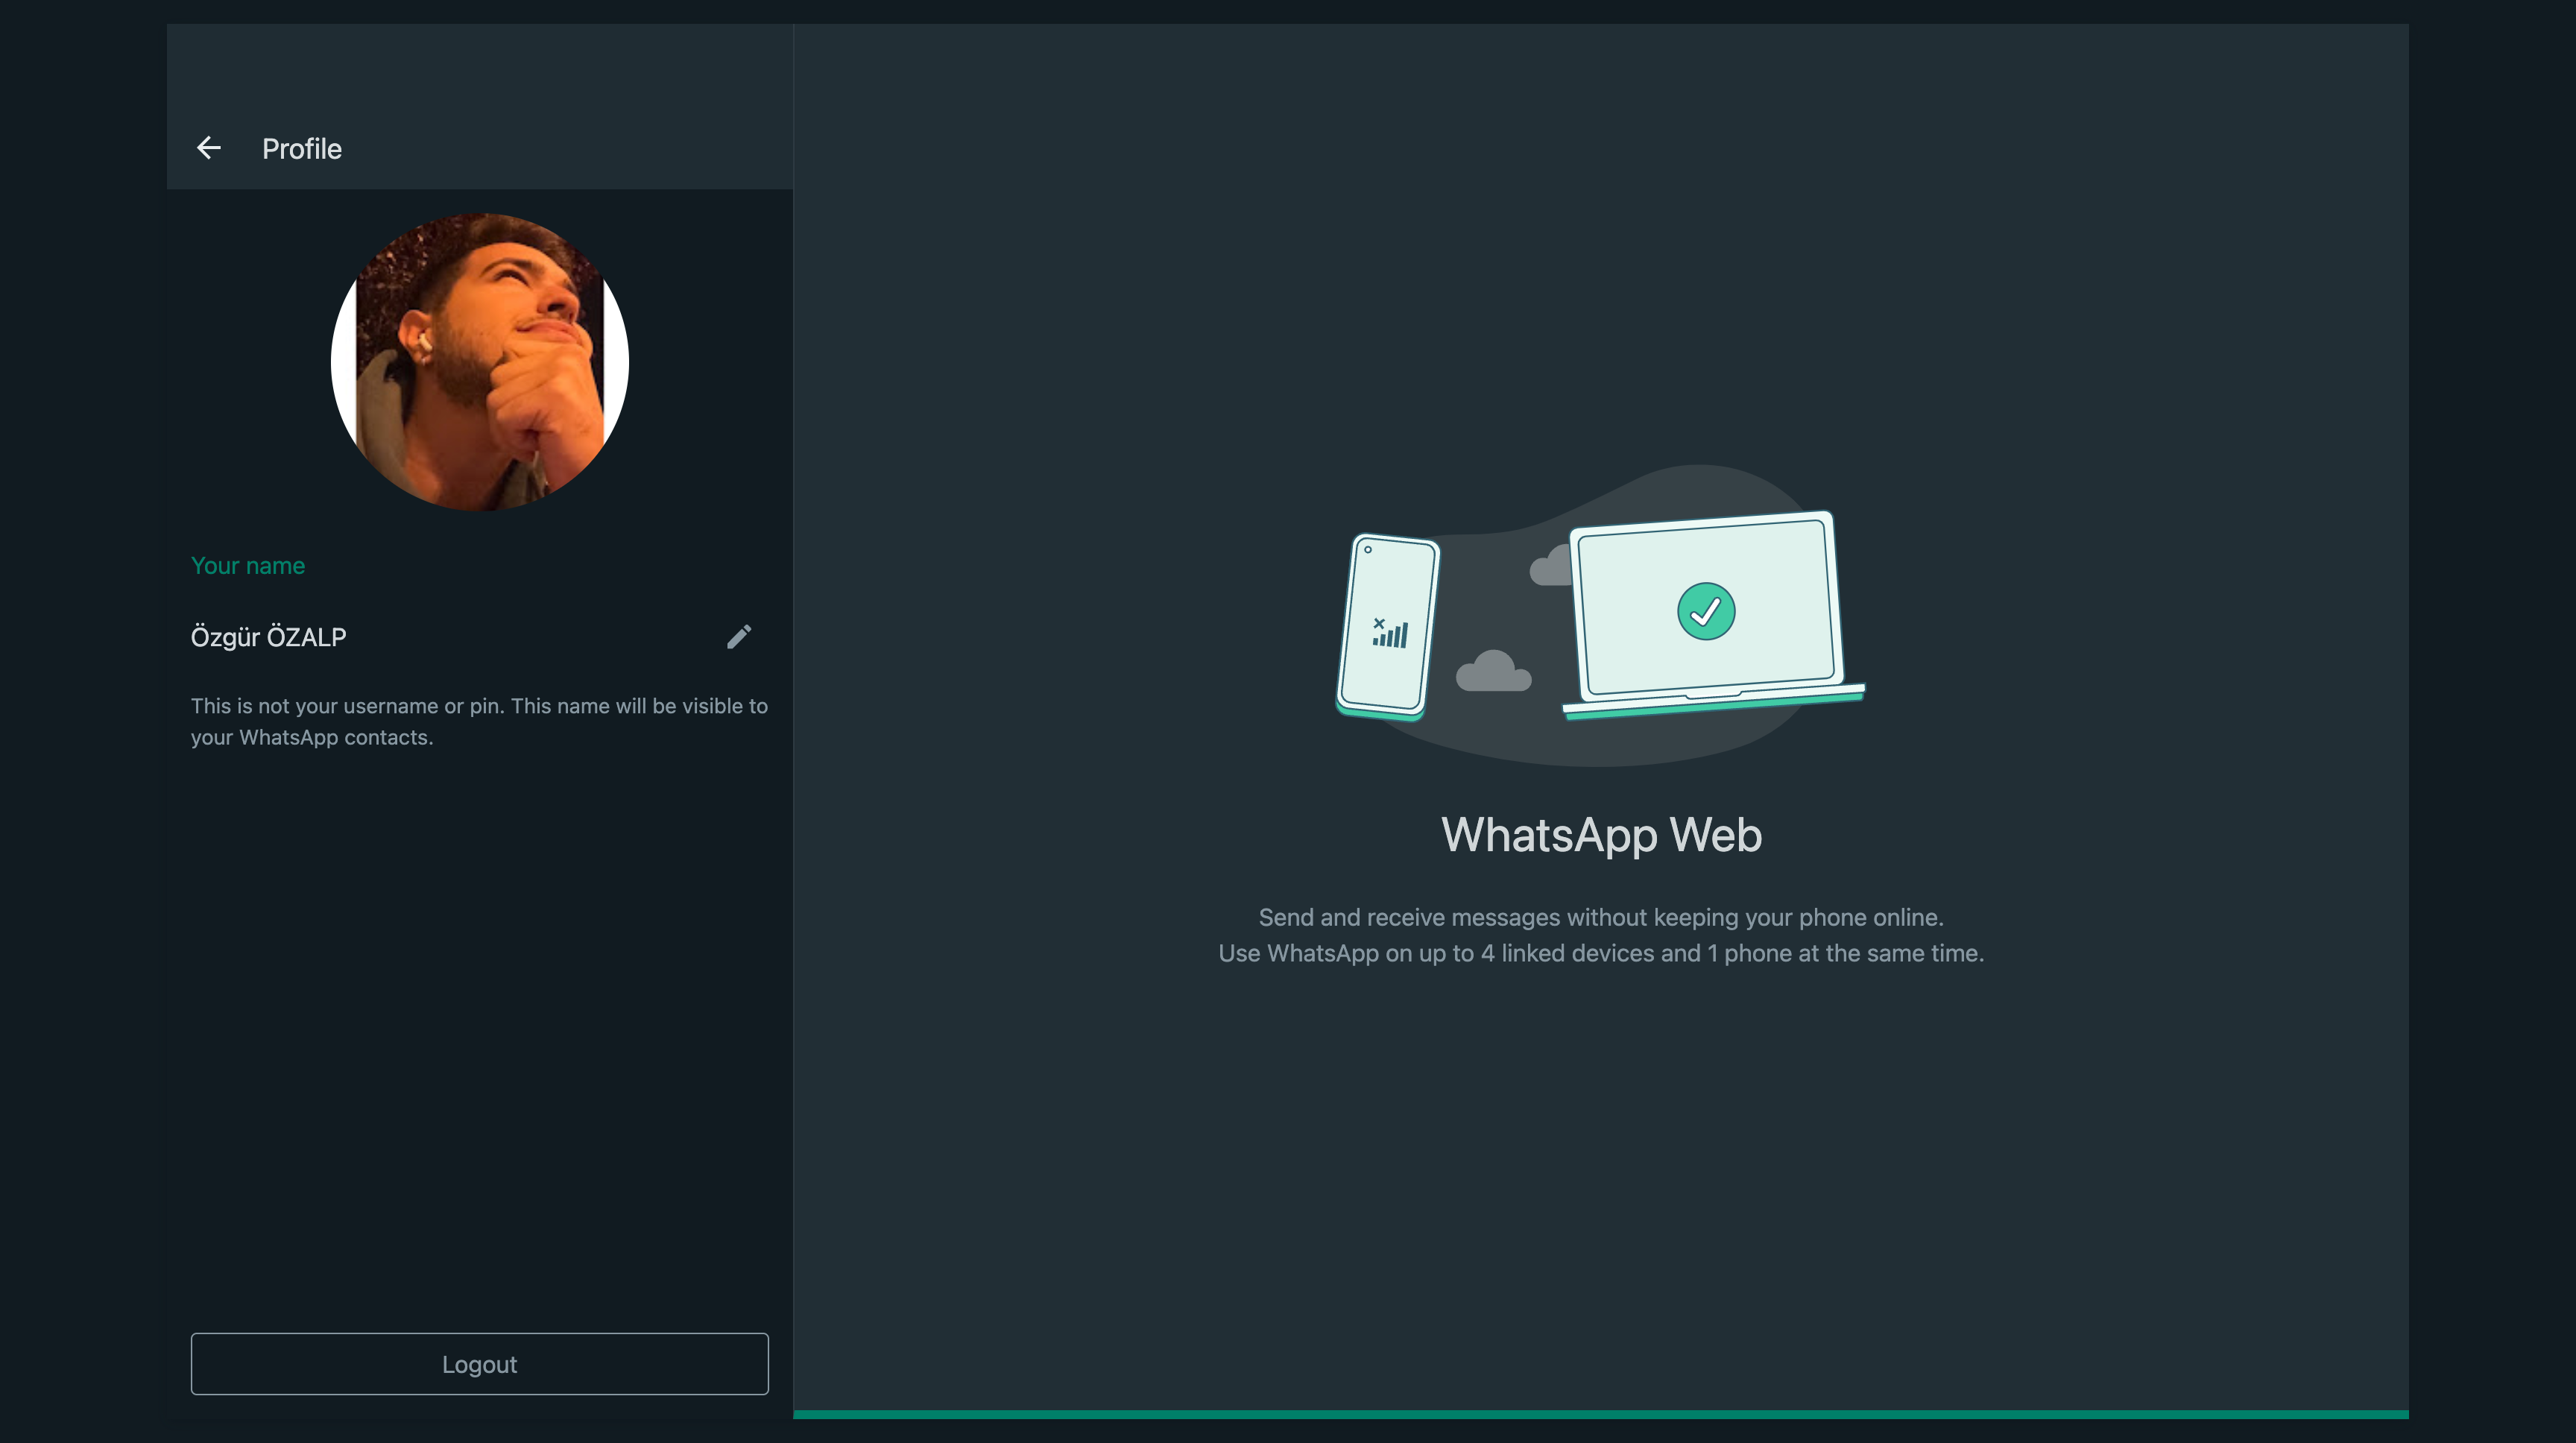 Profile
Your name
Özgür ÖZALP
This is not your username or pin. This name will be visible to
your WhatsApp contacts.
Logout
WhatsApp Web
Send and receive messages without keeping your phone online.
Use WhatsApp on up to 4 linked devices and 1 phone at the same time.